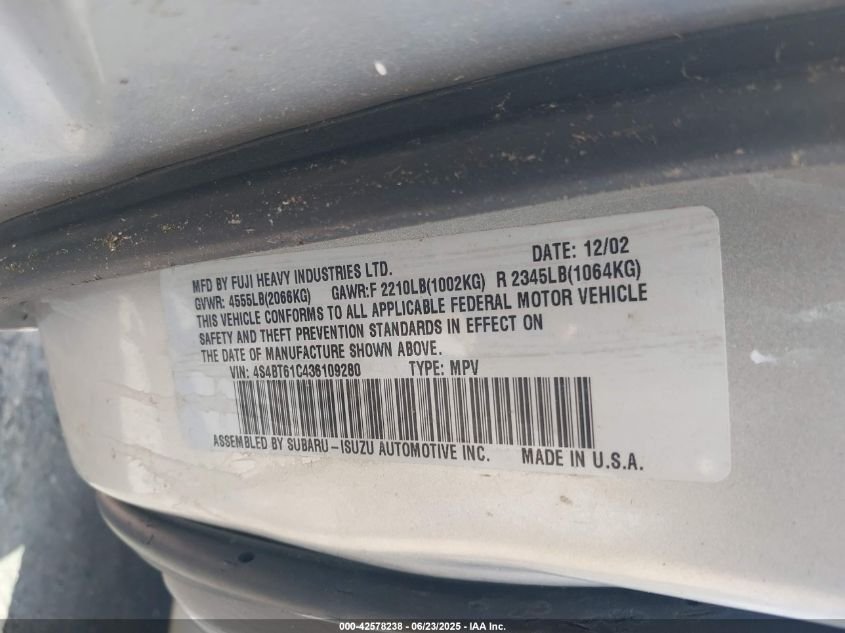 MFD BY FUJI HEAVY INDUSTRIES LTD. DATE: 12/02
GVWR: 4555LB(2066KG) GAWR:F 2210LB(1002KG) R 2345LB(1064KG)
THIS VEHICLE CONFORMS TO ALL APPLICABLE FEDERAL MOTOR VEHICLE
SAFETY AND THEFT PREVENTION STANDARDS IN EFFECT ON
THE DATE OF MANUFACTURE SHOWN ABOVE.
VIN: 4S4BT61C436109280 TYPE: MPV
ASSEMBLED BY SUBARU-ISUZU AUTOMOTIVE INC. MADE IN U.S.A.
000-42578238 - 06/23/2025 - IAA Inc.